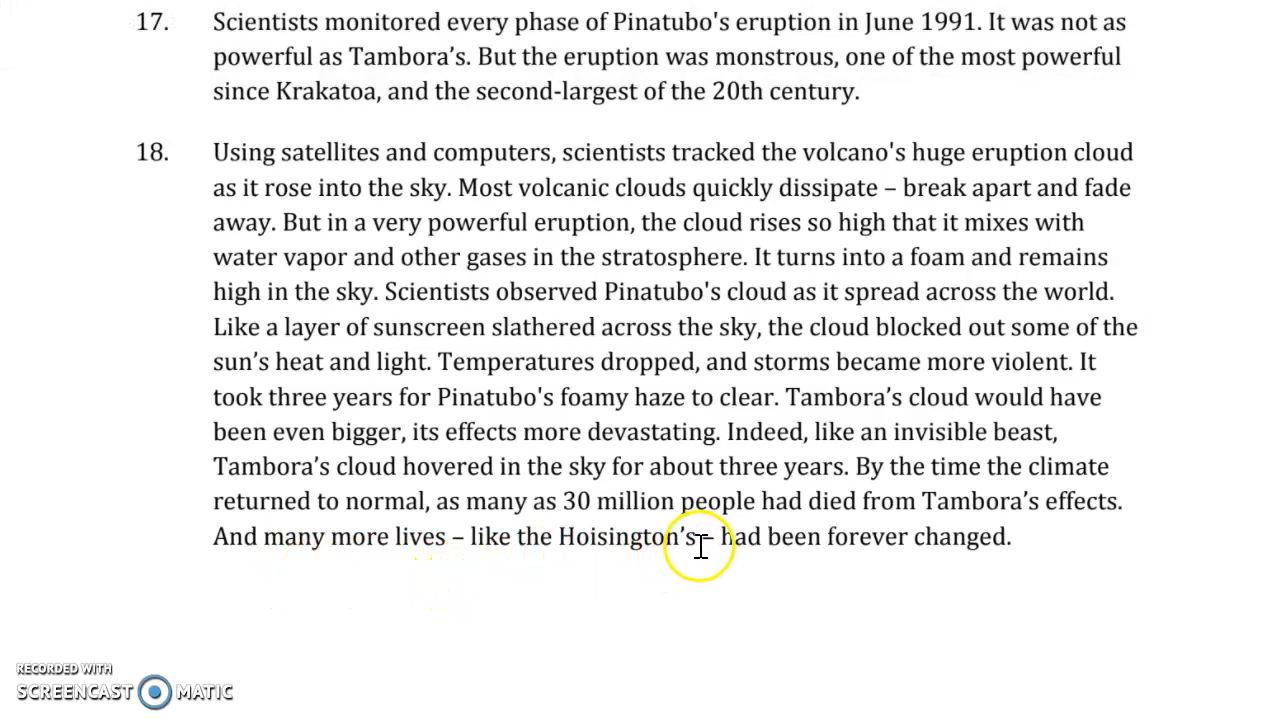 17. Scientists monitored every phase of Pinatubo's eruption in June 1991. It was not as
powerful as Tambora’s. But the eruption was monstrous, one of the most powerful
since Krakatoa, and the second-largest of the 20th century.
18. Using satellites and computers, scientists tracked the volcano's huge eruption cloud
as it rose into the sky. Most volcanic clouds quickly dissipate – break apart and fade
away. But in a very powerful eruption, the cloud rises so high that it mixes with
water vapor and other gases in the stratosphere. It turns into a foam and remains
high in the sky. Scientists observed Pinatubo's cloud as it spread across the world.
Like a layer of sunscreen slathered across the sky, the cloud blocked out some of the
sun’s heat and light. Temperatures dropped, and storms became more violent. It
took three years for Pinatubo's foamy haze to clear. Tambora’s cloud would have
been even bigger, its effects more devastating. Indeed, like an invisible beast,
Tambora’s cloud hovered in the sky for about three years. By the time the climate
returned to normal, as many as 30 million people had died from Tambora’s effects.
And many more lives – like the Hoisington’s – had been forever changed.
RECORDED WITH
SCREENCAST MATIC